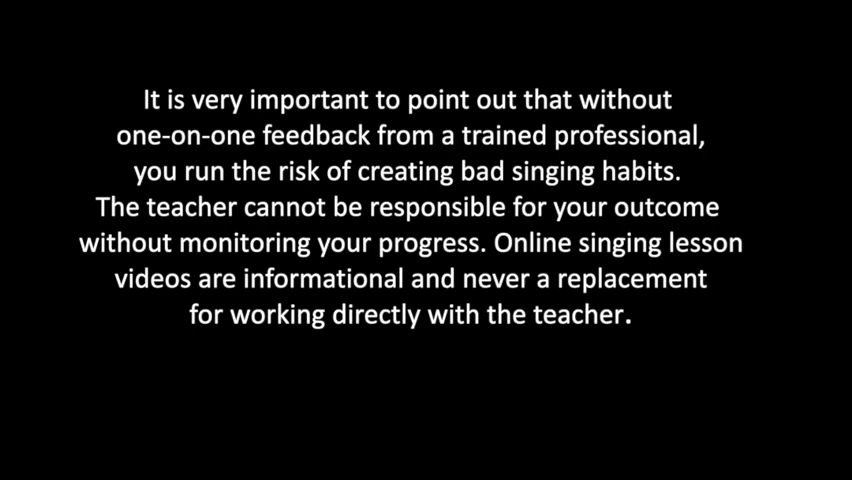 It is very important to point out that without
one-on-one feedback from a trained professional,
you run the risk of creating bad singing habits.
The teacher cannot be responsible for your outcome
without monitoring your progress. Online singing lesson
videos are informational and never a replacement
for working directly with the teacher.